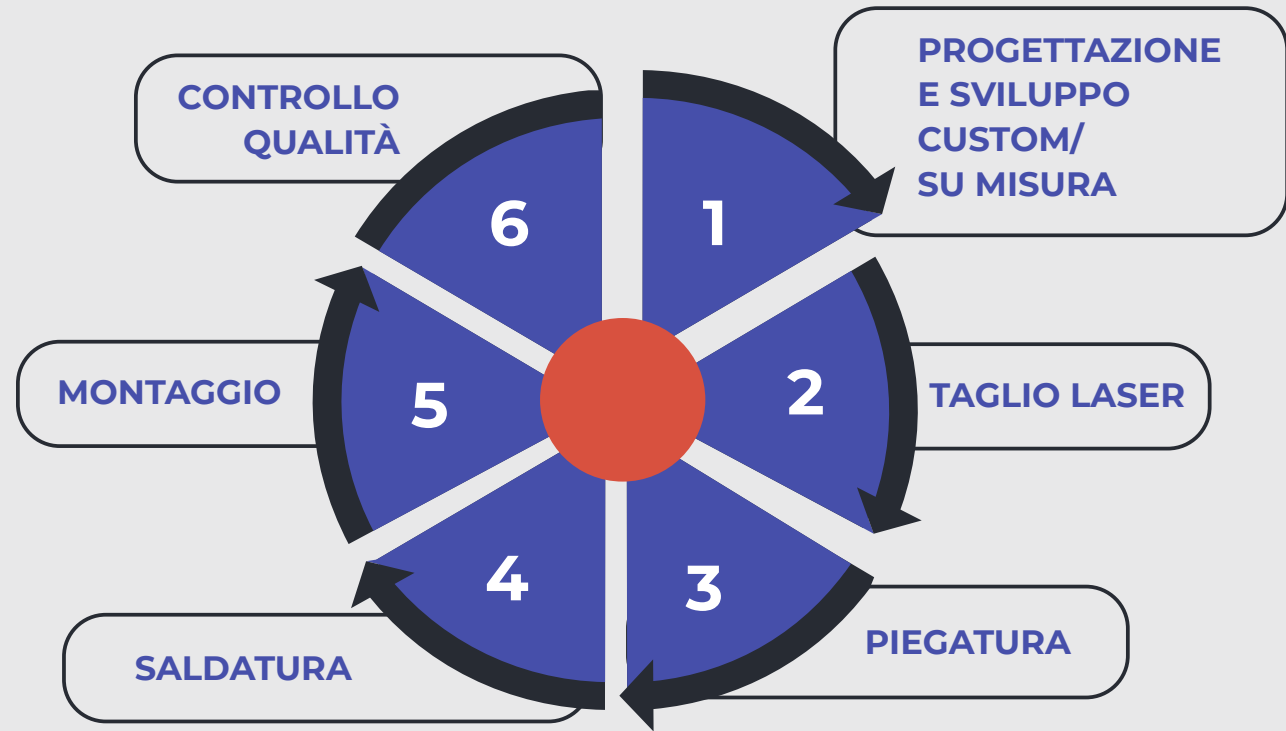 1
PROGETTAZIONE
E SVILUPPO
CUSTOM/
SU MISURA
2
TAGLIO LASER
3
PIEGATURA
4
SALDATURA
5
MONTAGGIO
6
CONTROLLO
QUALITÀ